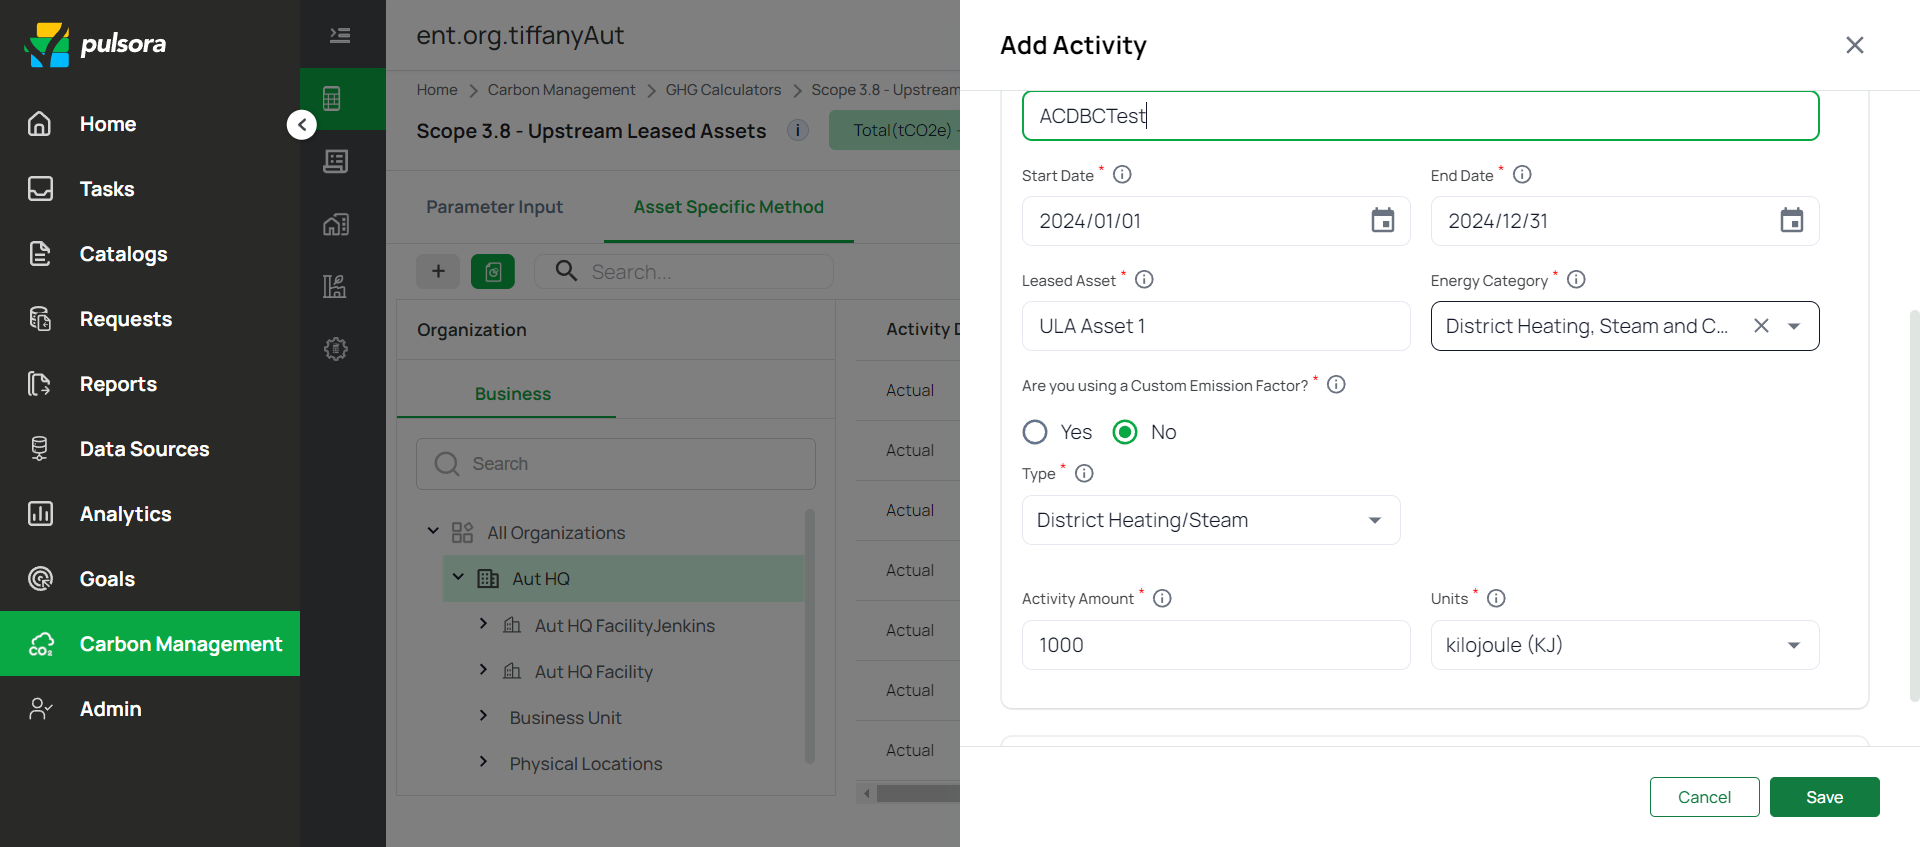 pulsora
Home
Tasks
Catalogs
Requests
Reports
Data Sources
Analytics
Goals
Carbon Management
Admin
ent.org.tiffanyAut
Home > Carbon Management > GHG Calculators > Scope 3.8 - Upstream
Scope 3.8 - Upstream Leased Assets
Total(tCO2e) -
Parameter Input
Asset Specific Method
Search...
Organization
Business
Search
All Organizations
Aut HQ
Aut HQ FacilityJenkins
Aut HQ Facility
Business Unit
Physical Locations
Activity D
Actual
Actual
Actual
Actual
Actual
Actual
Actual
Add Activity
ACDBCTest
Start Date *
End Date *
2024/01/01
2024/12/31
Leased Asset *
Energy Category *
ULA Asset 1
District Heating, Steam and C...
Are you using a Custom Emission Factor? *
Yes
No
Type *
District Heating/Steam
Activity Amount *
Units *
1000
kilojoule (KJ)
Cancel
Save